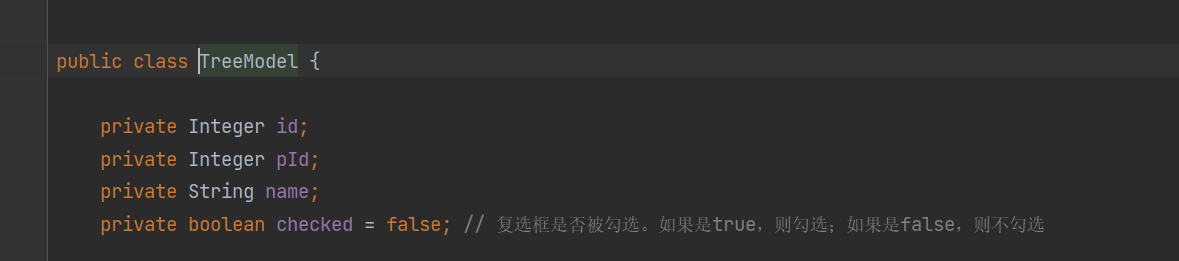 public class TreeModel {
private Integer id;
private Integer pId;
private String name;
private boolean checked = false; // 复选框是否被勾选。如果是true，则勾选；如果是false，则不勾选